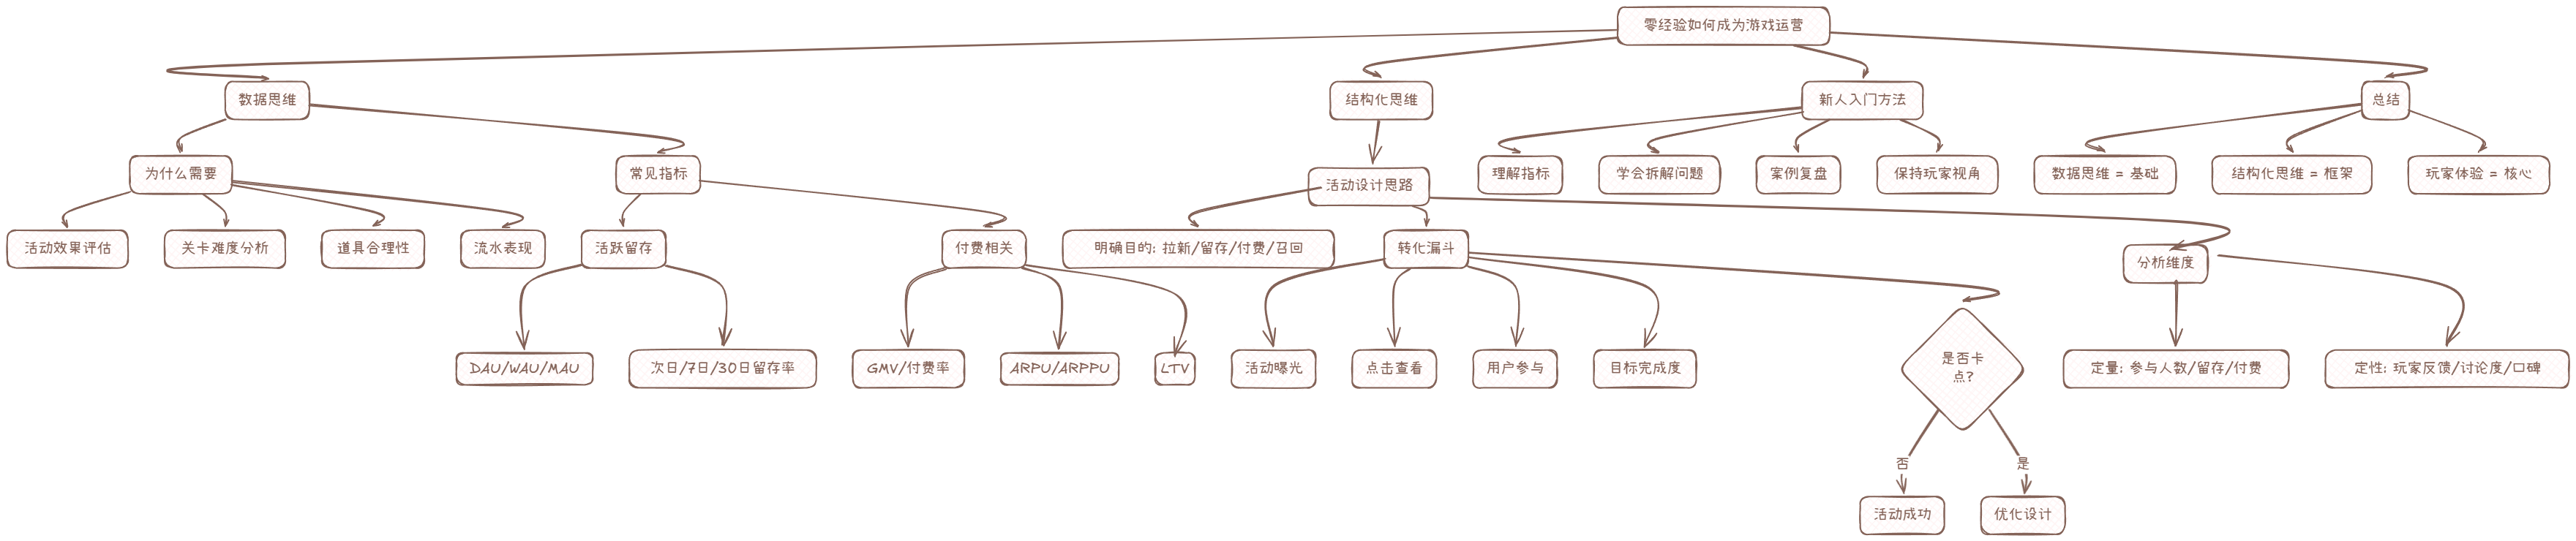 零经验如何成为游戏运营
数据思维
结构化思维
新人入门方法
总结
为什么需要
常见指标
活动设计思路
理解指标
学会拆解问题
案例复盘
保持玩家视角
数据思维 = 基础
结构化思维 = 框架
玩家体验 = 核心
活动效果评估
关卡难度分析
道具合理性
流水表现
活跃留存
付费相关
明确目的: 拉新/留存/付费/召回
转化漏斗
分析维度
DAU/WAU/MAU
次日/7日/30日留存率
GMV/付费率
ARPU/ARPPU
LTV
活动曝光
点击查看
用户参与
目标完成度
是否卡
点?
定量: 参与人数/留存/付费
定性: 玩家反馈/讨论度/口碑
否
是
活动成功
优化设计